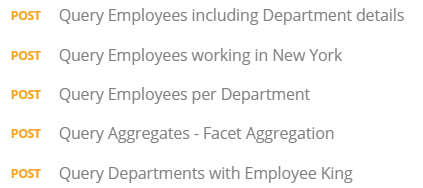 POST Query Employees including Department details
POST Query Employees working in New York
POST Query Employees per Department
POST Query Aggregates - Facet Aggregation
POST Query Departments with Employee King